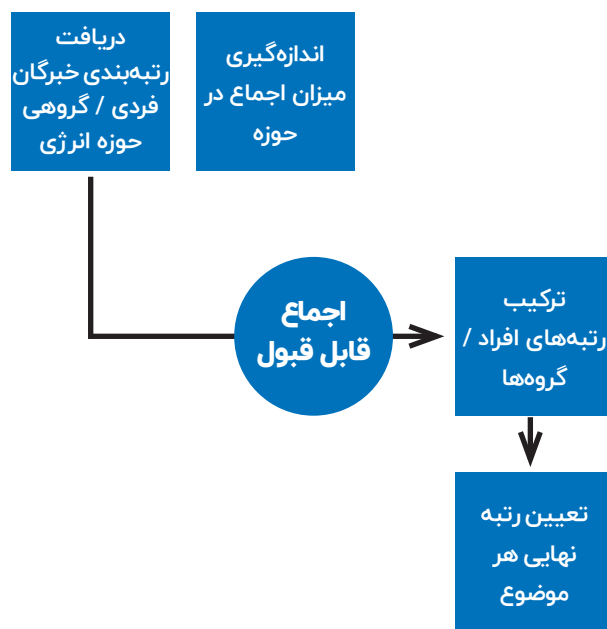 دریافت
رتبه‌بندی خبرگان
فردی / گروهی
حوزه انرژی
اندازه‌گیری
میزان اجماع در
حوزه
اجماع
قابل قبول
ترکیب
رتبه‌های افراد /
گروه‌ها
تعیین رتبه
نهایی هر
موضوع